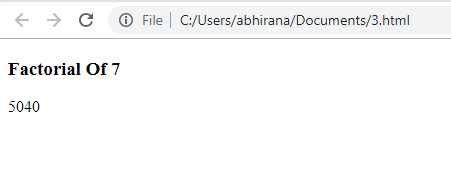 File | C:/Users/abhirana/Documents/3.html
Factorial Of 7
5040